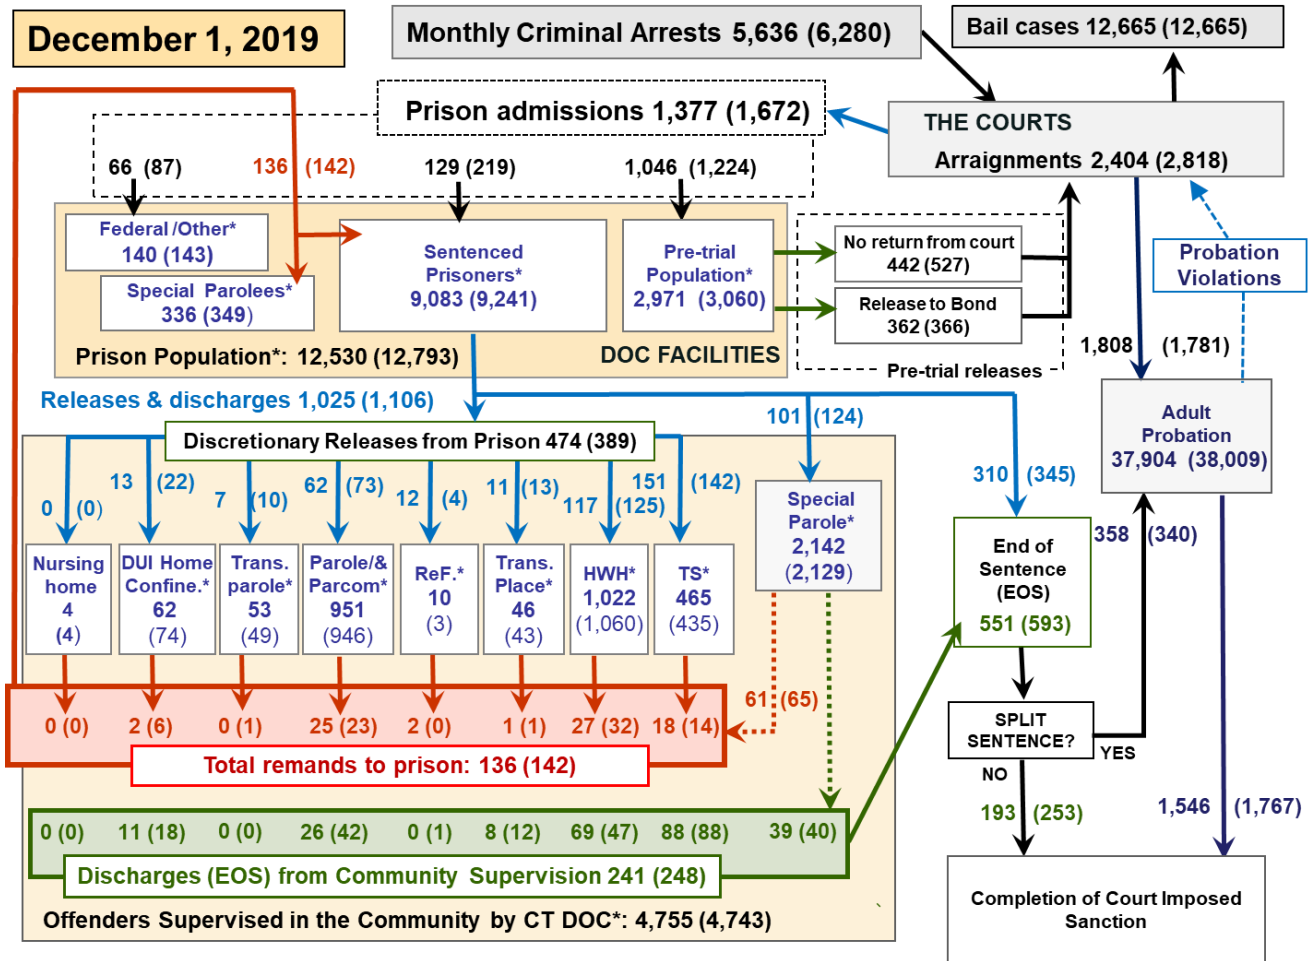 December 1, 2019
Monthly Criminal Arrests 5,636 (6,280)
Bail cases 12,665 (12,665)
Prison admissions 1,377 (1,672)
THE COURTS
Arraignments 2,404 (2,818)
66 (87)
136 (142)
129 (219)
1,046 (1,224)
Federal /Other*
140 (143)
Special Parolees*
336 (349)
Sentenced
Prisoners*
9,083 (9,241)
Pre-trial
Population*
2,971 (3,060)
No return from court
442 (527)
Release to Bond
362 (366)
Pre-trial releases
Probation
Violations
Prison Population*: 12,530 (12,793)
DOC FACILITIES
1,808 (1,781)
Releases & discharges 1,025 (1,106)
Discretionary Releases from Prison 474 (389)
101 (124)
310 (345)
Adult
Probation
37,904 (38,009)
0 (0)
13 (22)
7 (10)
62 (73)
12 (4)
11 (13)
117 (125)
151 (142)
Nursing
home
4
(4)
DUI Home
Confine.*
62
(74)
Trans.
parole*
53
(49)
Parole/&
Parcom*
951
(946)
ReF.*
10
(3)
Trans.
Place*
46
(43)
HWH*
1,022
(1,060)
TS*
465
(435)
Special
Parole*
2,142
(2,129)
End of
Sentence
(EOS)
551 (593)
358 (340)
0 (0) 2 (6) 0 (1) 25 (23) 2 (0) 1 (1) 27 (32) 18 (14)
61 (65)
Total remands to prison: 136 (142)
SPLIT
SENTENCE?
YES
NO
193 (253)
1,546 (1,767)
0 (0) 11 (18) 0 (0) 26 (42) 0 (1) 8 (12) 69 (47) 88 (88) 39 (40)
Discharges (EOS) from Community Supervision 241 (248)
Offenders Supervised in the Community by CT DOC*: 4,755 (4,743)
Completion of Court Imposed
Sanction